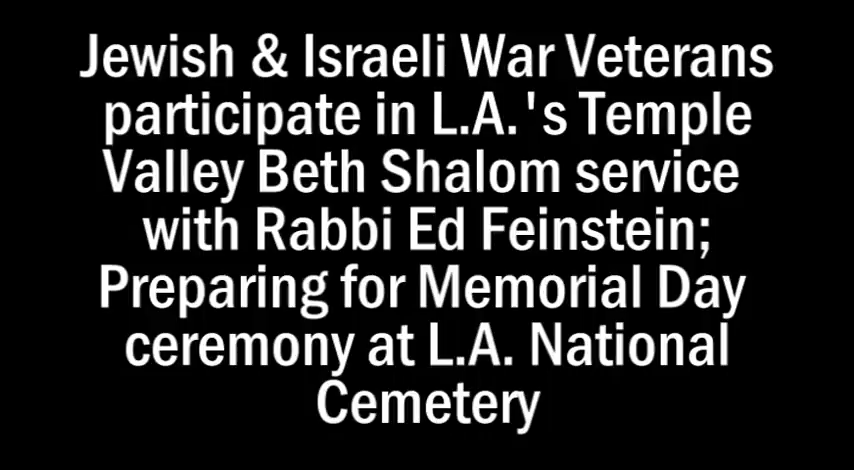 Jewish & Israeli War Veterans
participate in L.A.'s Temple
Valley Beth Shalom service
with Rabbi Ed Feinstein;
Preparing for Memorial Day
ceremony at L.A. National
Cemetery